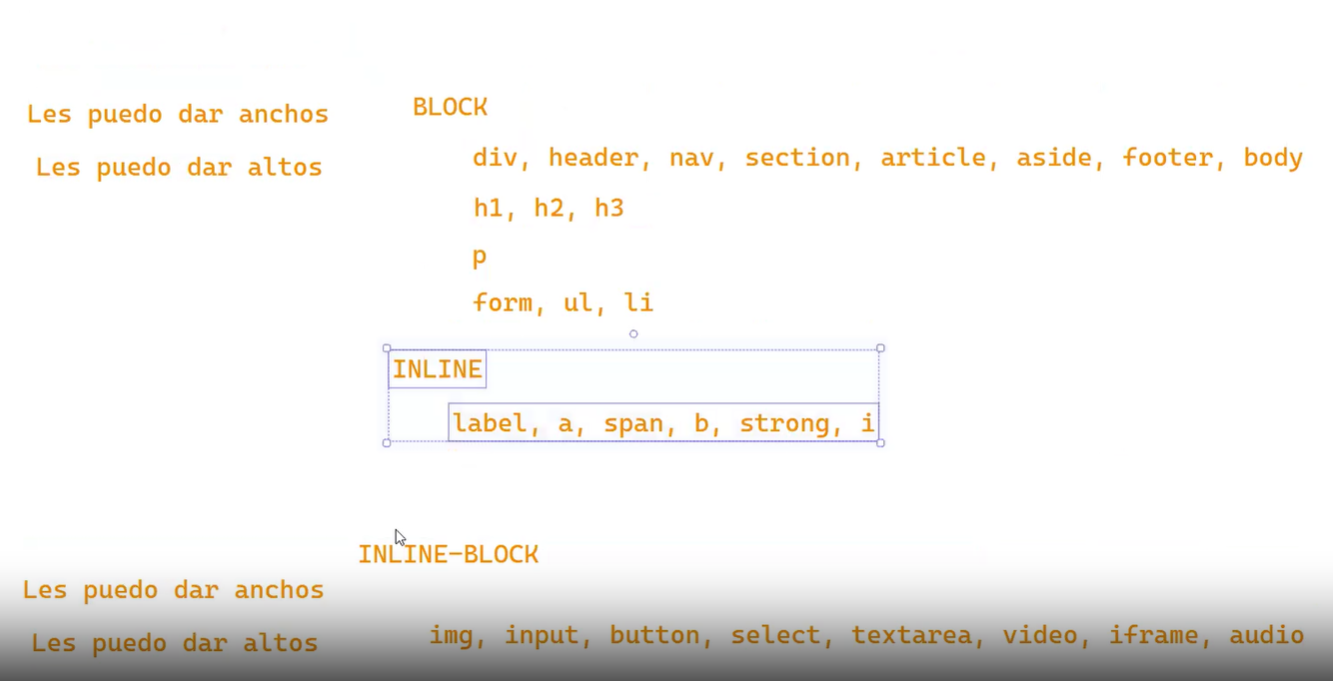 Les puedo dar anchos
Les puedo dar altos
BLOCK
div, header, nav, section, article, aside, footer, body
h1, h2, h3
p
form, ul, li
INLINE
label, a, span, b, strong, i
INLINE-BLOCK
Les puedo dar anchos
Les puedo dar altos
img, input, button, select, textarea, video, iframe, audio